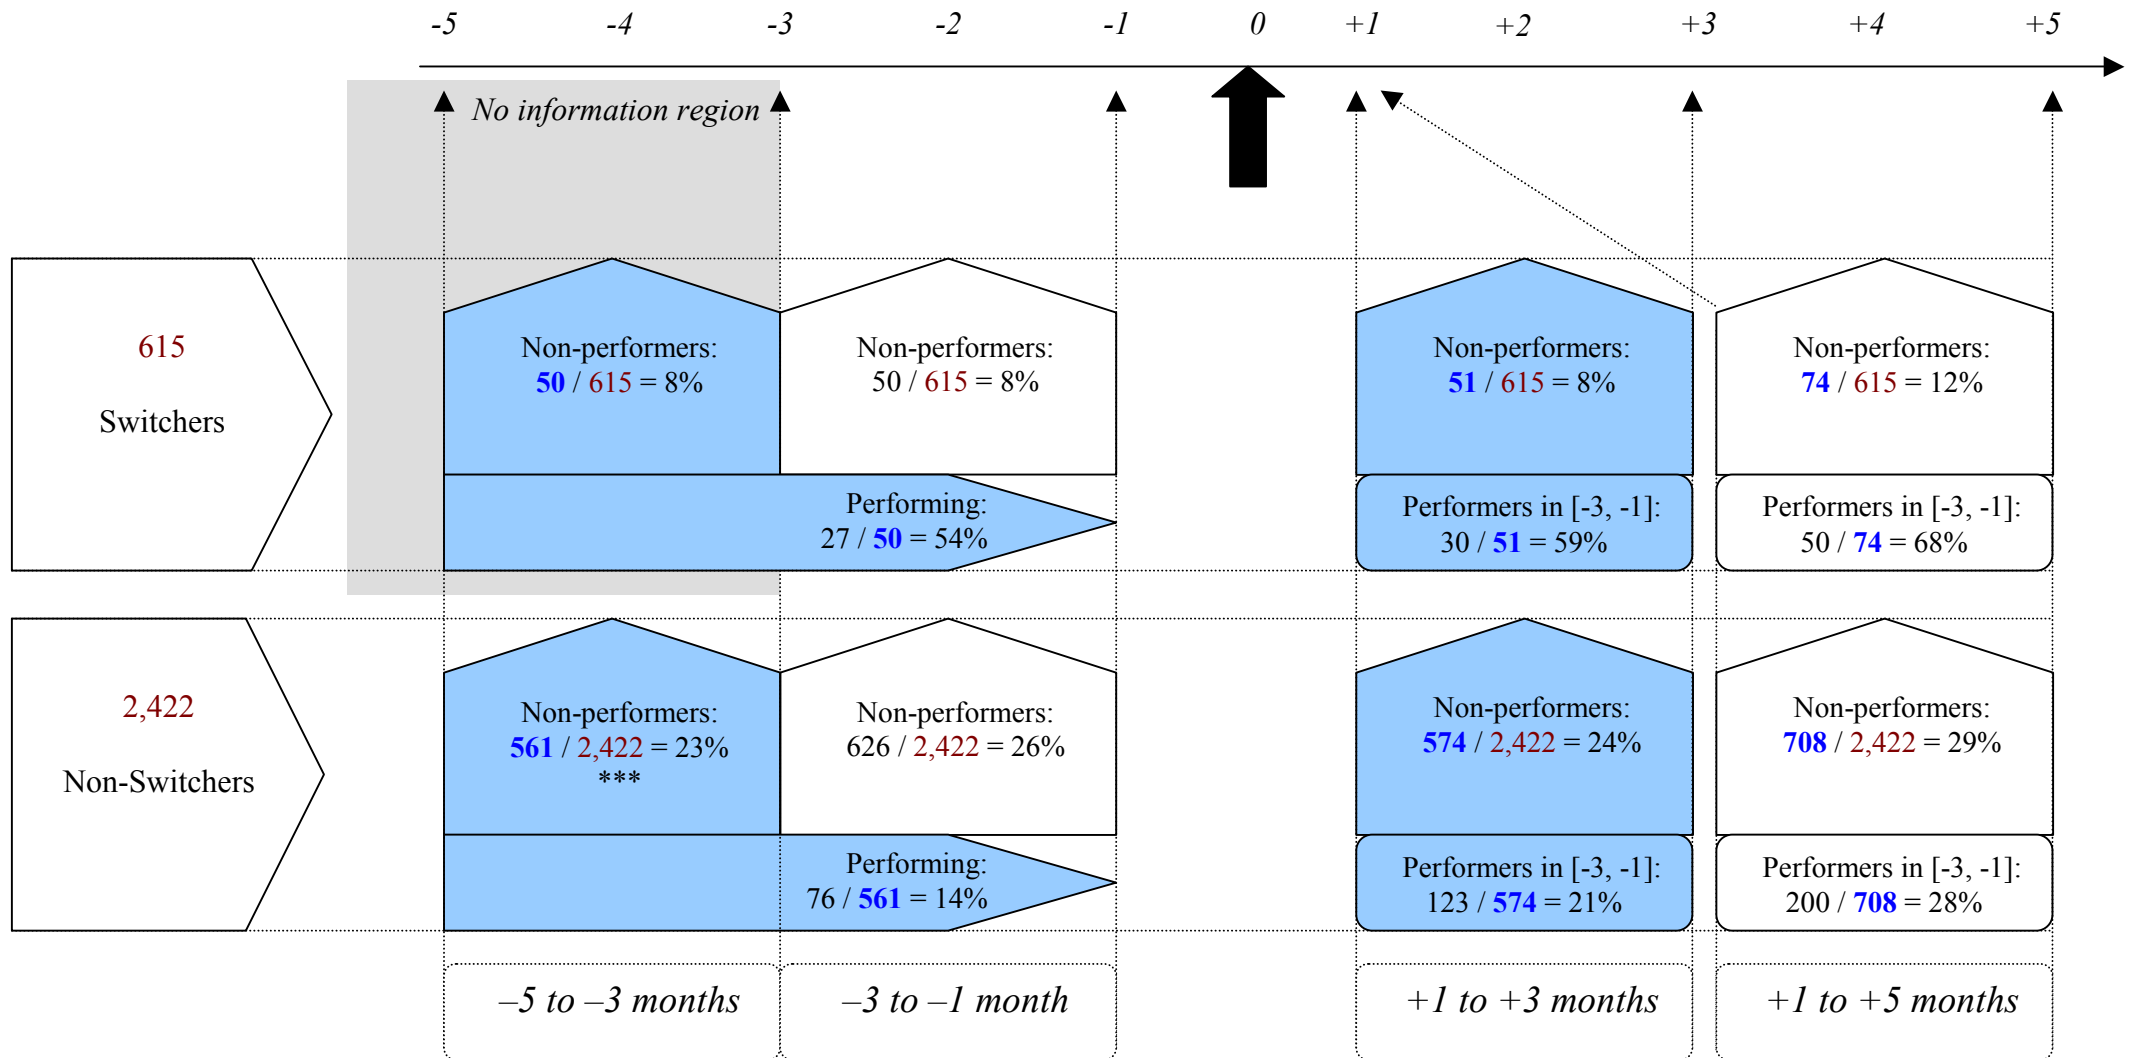 -5 -4 -3 -2 -1 0 +1 +2 +3 +4 +5
No information region
615
Switchers
Non-performers:
50 / 615 = 8%
Non-performers:
50 / 615 = 8%
Non-performers:
51 / 615 = 8%
Non-performers:
74 / 615 = 12%
Performing:
27 / 50 = 54%
Performers in [-3, -1]:
30 / 51 = 59%
Performers in [-3, -1]:
50 / 74 = 68%
2,422
Non-Switchers
Non-performers:
561 / 2,422 = 23%
***
Non-performers:
626 / 2,422 = 26%
Non-performers:
574 / 2,422 = 24%
Non-performers:
708 / 2,422 = 29%
Performing:
76 / 561 = 14%
Performers in [-3, -1]:
123 / 574 = 21%
Performers in [-3, -1]:
200 / 708 = 28%
–5 to –3 months
–3 to –1 month
+1 to +3 months
+1 to +5 months